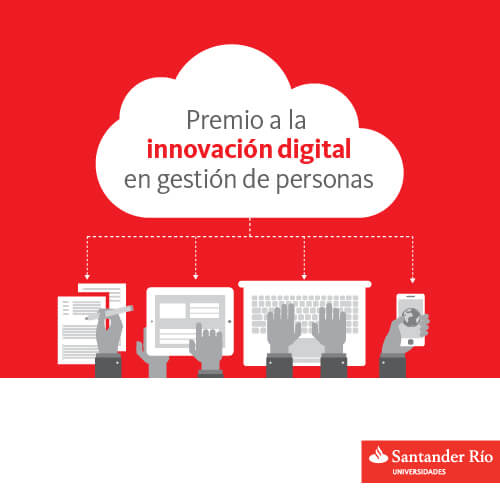 Premio a la
innovación digital
en gestión de personas
Santander Río
UNIVERSIDADES